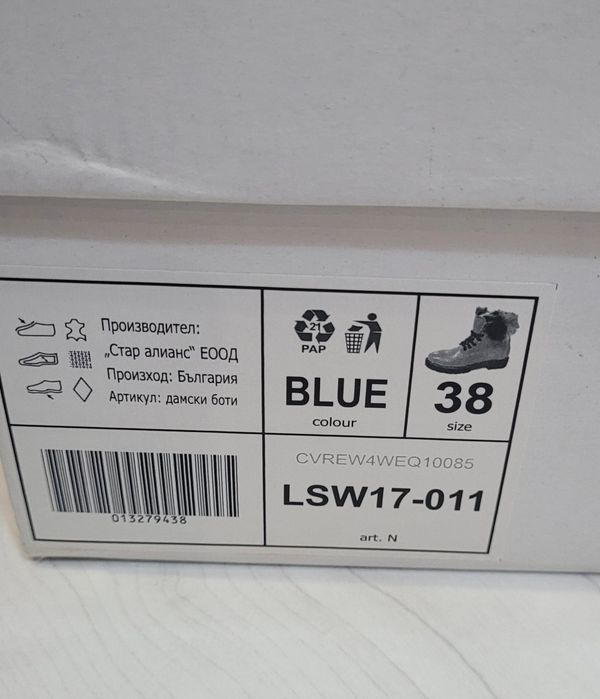 Производител:
„Стар алианс“ ЕООД
Произход: България
Артикул: дамски боти
21
PAP
BLUE
colour
38
size
013279438
CVREW4WEQ10085
LSW17-011
art. N